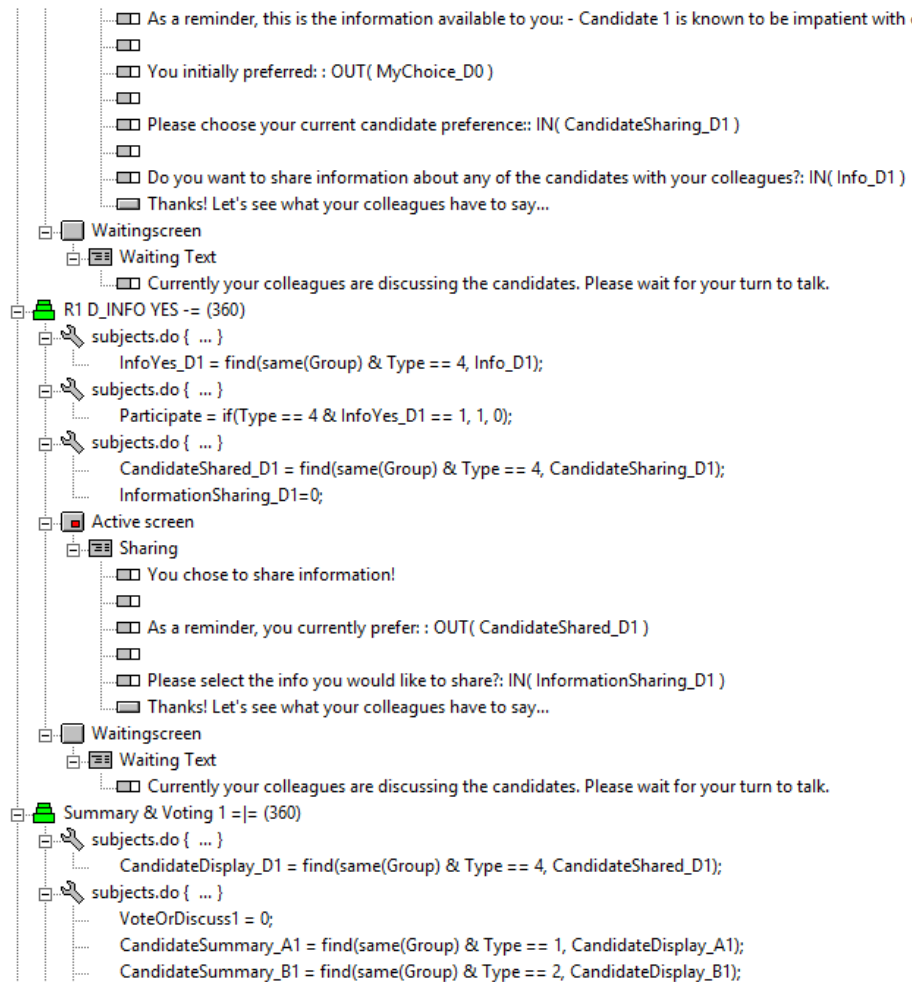 As a reminder, this is the information available to you: - Candidate 1 is known to be impatient with
You initially preferred: : OUT( MyChoice_D0 )
Please choose your current candidate preference:: IN( CandidateSharing_D1 )
Do you want to share information about any of the candidates with your colleagues?: IN( Info_D1 )
Thanks! Let's see what your colleagues have to say...
Waitingscreen
Waiting Text
Currently your colleagues are discussing the candidates. Please wait for your turn to talk.
R1 D_INFO YES -= (360)
subjects.do { ... }
InfoYes_D1 = find(same(Group) & Type == 4, Info_D1);
subjects.do { ... }
Participate = if(Type == 4 & InfoYes_D1 == 1, 1, 0);
subjects.do { ... }
CandidateShared_D1 = find(same(Group) & Type == 4, CandidateSharing_D1);
InformationSharing_D1=0;
Active screen
Sharing
You chose to share information!
As a reminder, you currently prefer: : OUT( CandidateShared_D1 )
Please select the info you would like to share?: IN( InformationSharing_D1 )
Thanks! Let's see what your colleagues have to say...
Waitingscreen
Waiting Text
Currently your colleagues are discussing the candidates. Please wait for your turn to talk.
Summary & Voting 1 =|= (360)
subjects.do { ... }
CandidateDisplay_D1 = find(same(Group) & Type == 4, CandidateShared_D1);
subjects.do { ... }
VoteOrDiscuss1 = 0;
CandidateSummary_A1 = find(same(Group) & Type == 1, CandidateDisplay_A1);
CandidateSummary_B1 = find(same(Group) & Type == 2, CandidateDisplay_B1);